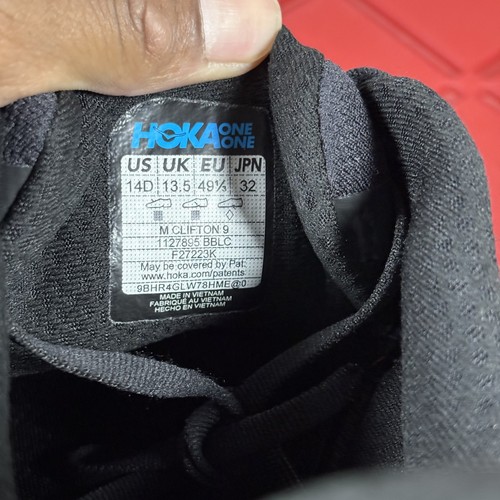 HOKA ONE ONE
US UK EU JPN
14D 13.5 49⅓ 32
M CLIFTON 9
1127895 BBLC
F27223K
May be covered by Pat.
www.hoka.com/patents
9BHR4GLW78HME@0
MADE IN VIETNAM
FABRIQUÉ AU VIETNAM
HECHO EN VIETNAM